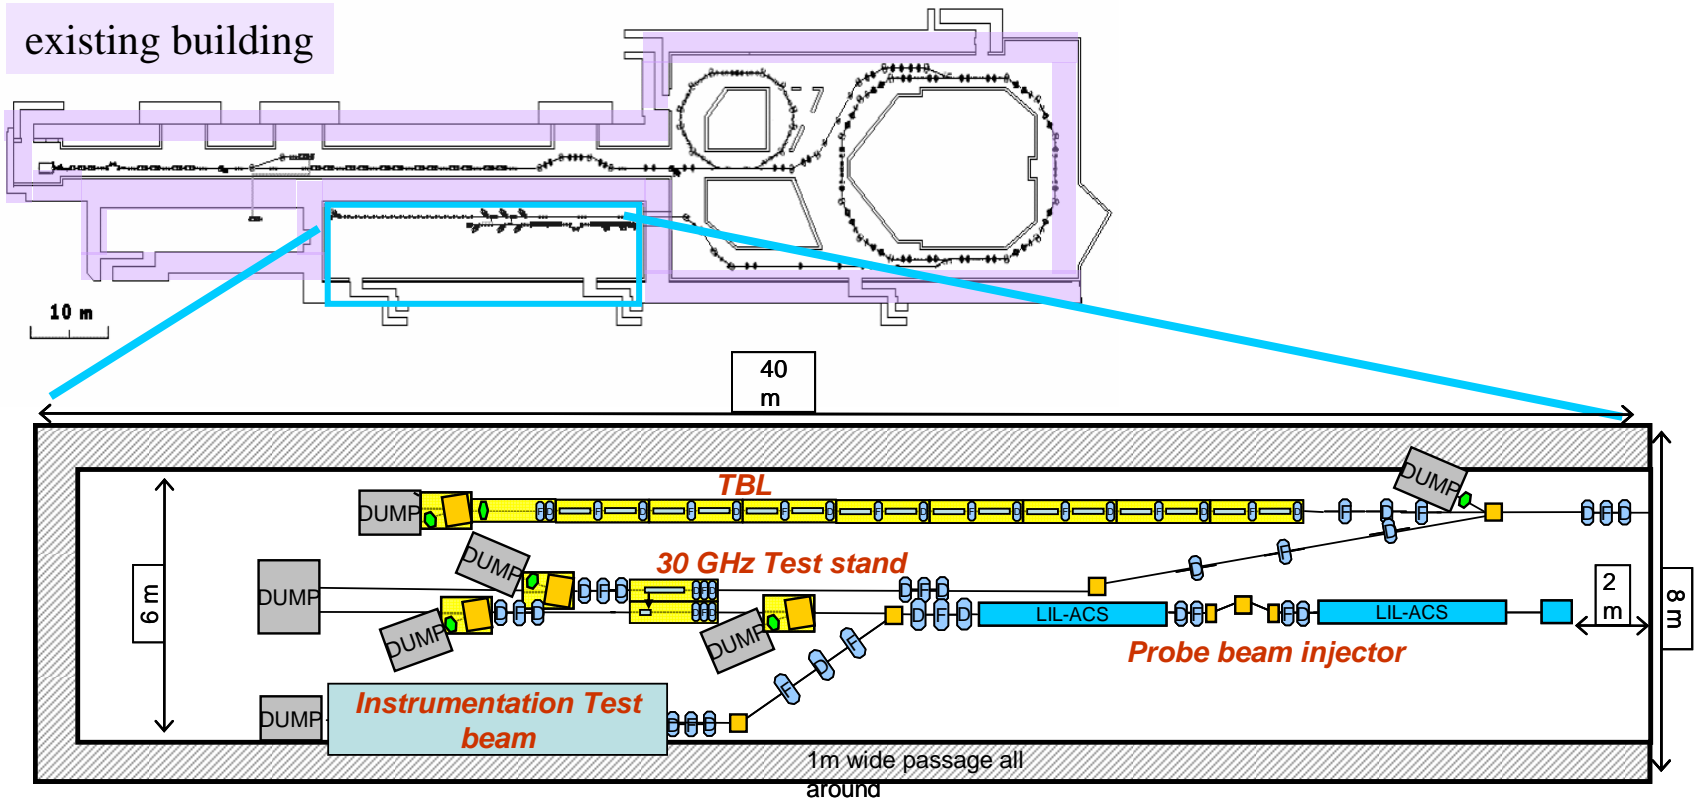 existing building
10 m
40
m
DUMP
TBL
DUMP
F D F D F D F D F D F D F D F D F D
F D F
D F D
D
F
D
30 GHz Test stand
DUMP
DUMP
D F D
D F D
D F D
6 m
2
m
8 m
DUMP
D F D
D F D
DUMP
D F D
LIL-ACS
D F
F D
LIL-ACS
F
D
F
Probe beam injector
DUMP
Instrumentation Test
beam
D F D
1m wide passage all
around